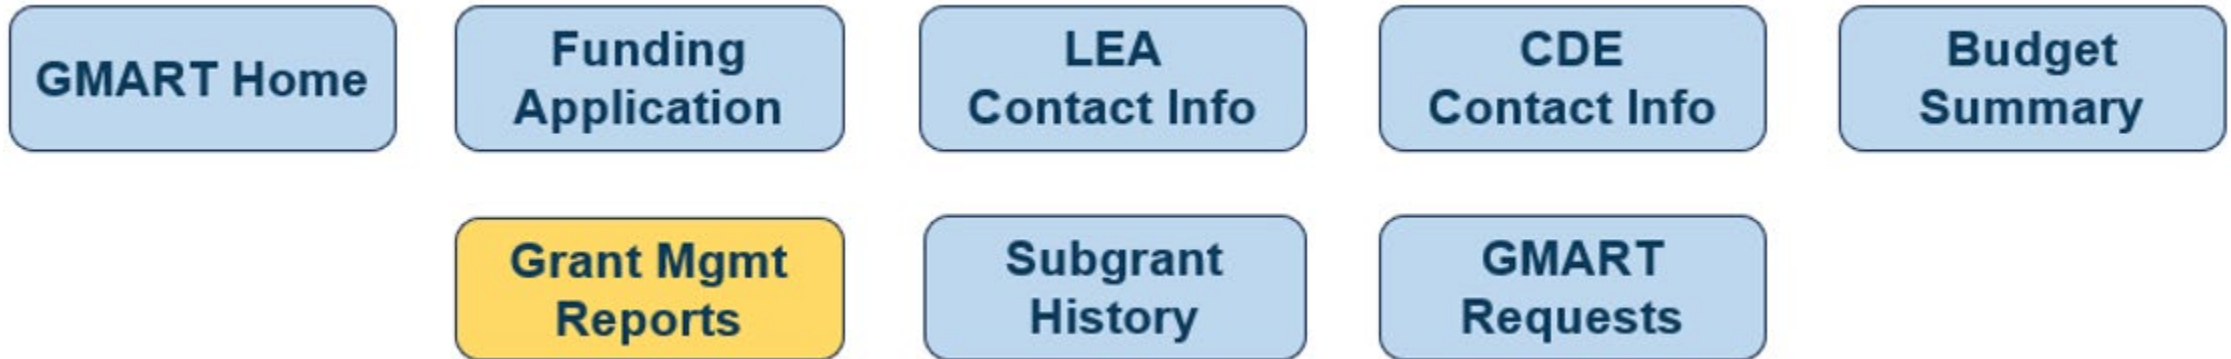 GMART Home
Funding
Application
LEA
Contact Info
CDE
Contact Info
Budget
Summary
Grant Mgmt
Reports
Subgrant
History
GMART
Requests